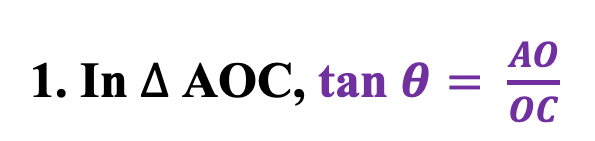 1. In Δ AOC, tan θ = AO/OC